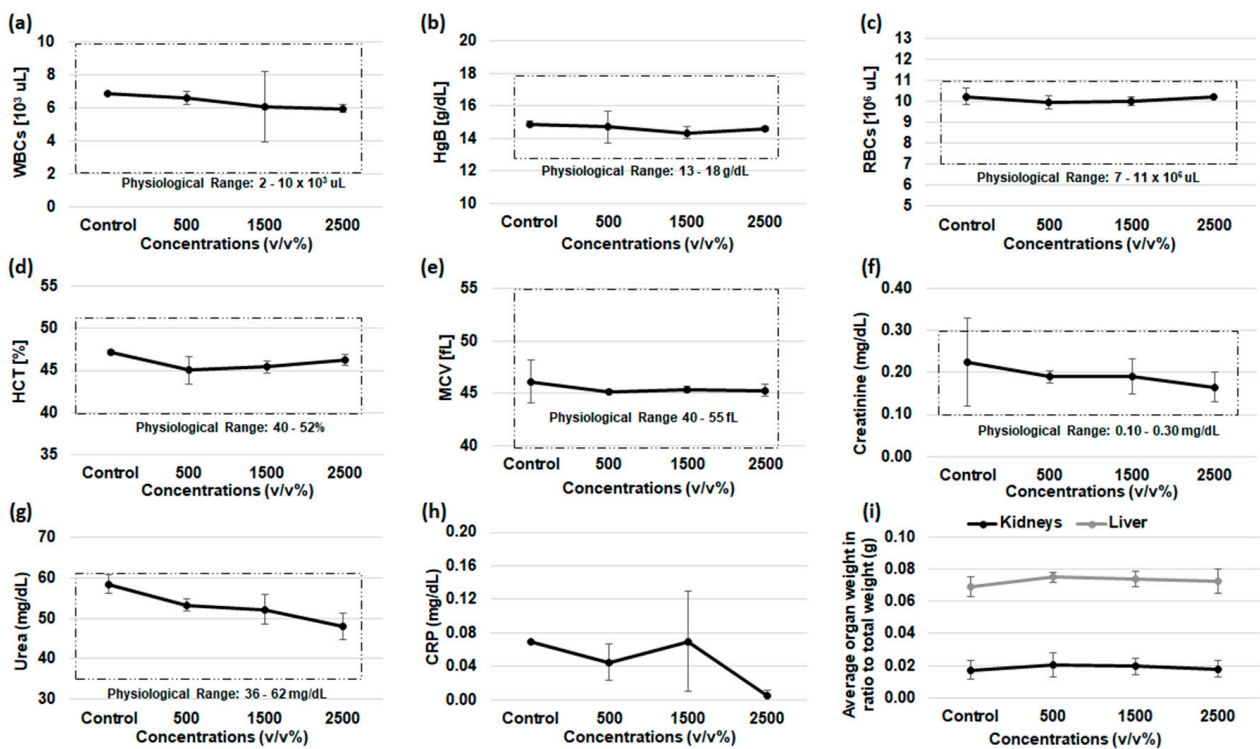 (a)
WBCs [10³ uL]
10
8
6
4
2
0
Physiological Range: 2 - 10 x 10³ uL
Control 500 1500 2500
Concentrations (v/v%)
(b)
HgB [g/dL]
20
18
16
14
12
10
Physiological Range: 13 - 18 g/dL
Control 500 1500 2500
Concentrations (v/v%)
(c)
RBCs [10⁶ uL]
13
12
11
10
9
8
7
6
5
Physiological Range: 7 - 11 x 10⁶ uL
Control 500 1500 2500
Concentrations (v/v%)
(d)
HCT [%]
55
50
45
40
35
Physiological Range: 40 - 52%
Control 500 1500 2500
Concentrations (v/v%)
(e)
MCV [fL]
55
50
45
40
Physiological Range 40 - 55 fL
Control 500 1500 2500
Concentrations (v/v%)
(f)
Creatinine (mg/dL)
0.40
0.30
0.20
0.10
0.00
Physiological Range: 0.10 - 0.30 mg/dL
Control 500 1500 2500
Concentrations (v/v%)
(g)
Urea (mg/dL)
70
60
50
40
30
Physiological Range: 36 - 62 mg/dL
Control 500 1500 2500
Concentrations (v/v%)
(h)
CRP (mg/dL)
0.20
0.16
0.12
0.08
0.04
0.00
Control 500 1500 2500
Concentrations (v/v%)
(i)
Kidneys Liver
Average organ weight in
ratio to total weight (g)
0.10
0.08
0.06
0.04
0.02
0.00
Control 500 1500 2500
Concentrations (v/v%)